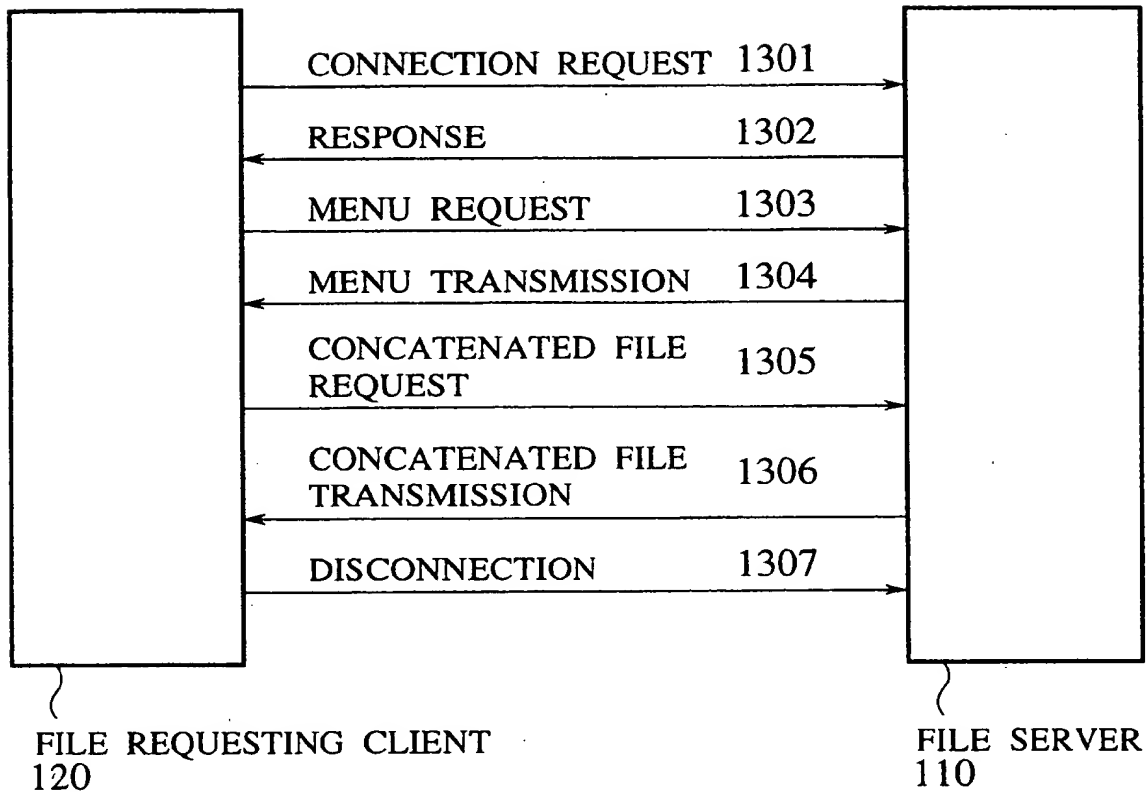 CONNECTION REQUEST 1301
RESPONSE 1302
MENU REQUEST 1303
MENU TRANSMISSION 1304
CONCATENATED FILE
REQUEST 1305
CONCATENATED FILE
TRANSMISSION 1306
DISCONNECTION 1307
FILE REQUESTING CLIENT
120
FILE SERVER
110